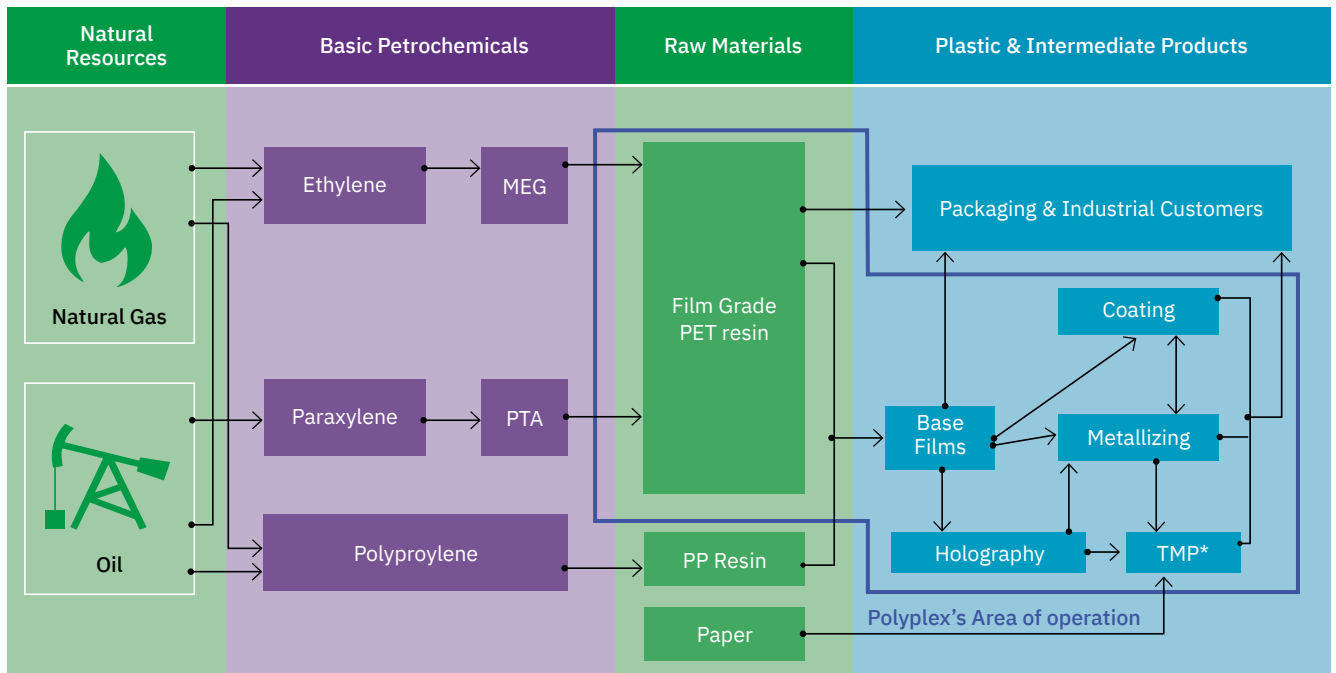 Natural
Resources
Basic Petrochemicals
Raw Materials
Plastic & Intermediate Products
Natural Gas
Oil
Ethylene
MEG
Paraxylene
PTA
Polyproylene
Film Grade
PET resin
PP Resin
Paper
Packaging & Industrial Customers
Coating
Base
Films
Metallizing
Holography
TMP*
Polyplex's Area of operation